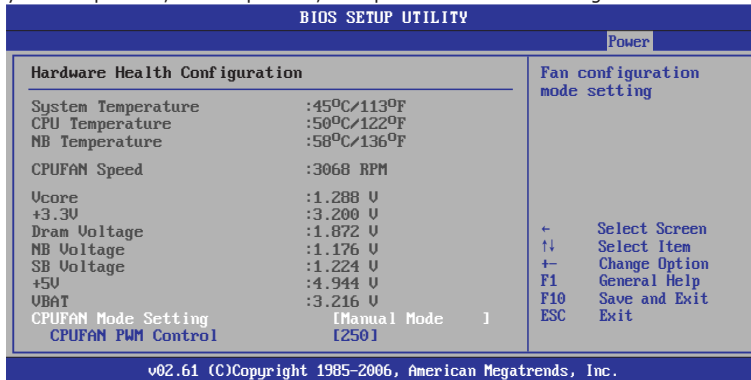 BIOS SETUP UTILITY
Power
Hardware Health Configuration
System Temperature :45ºC/113ºF
CPU Temperature :50ºC/122ºF
NB Temperature :58ºC/136ºF
CPUFAN Speed :3068 RPM
Vcore :1.288 V
+3.3V :3.200 V
Dram Voltage :1.872 V
NB Voltage :1.176 V
SB Voltage :1.224 V
+5V :4.944 V
VBAT :3.216 V
CPUFAN Mode Setting [Manual Mode ]
CPUFAN PWM Control [250]
Fan configuration
mode setting
← Select Screen
↑↓ Select Item
+- Change Option
F1 General Help
F10 Save and Exit
ESC Exit
v02.61 (C)Copyright 1985-2006, American Megatrends, Inc.